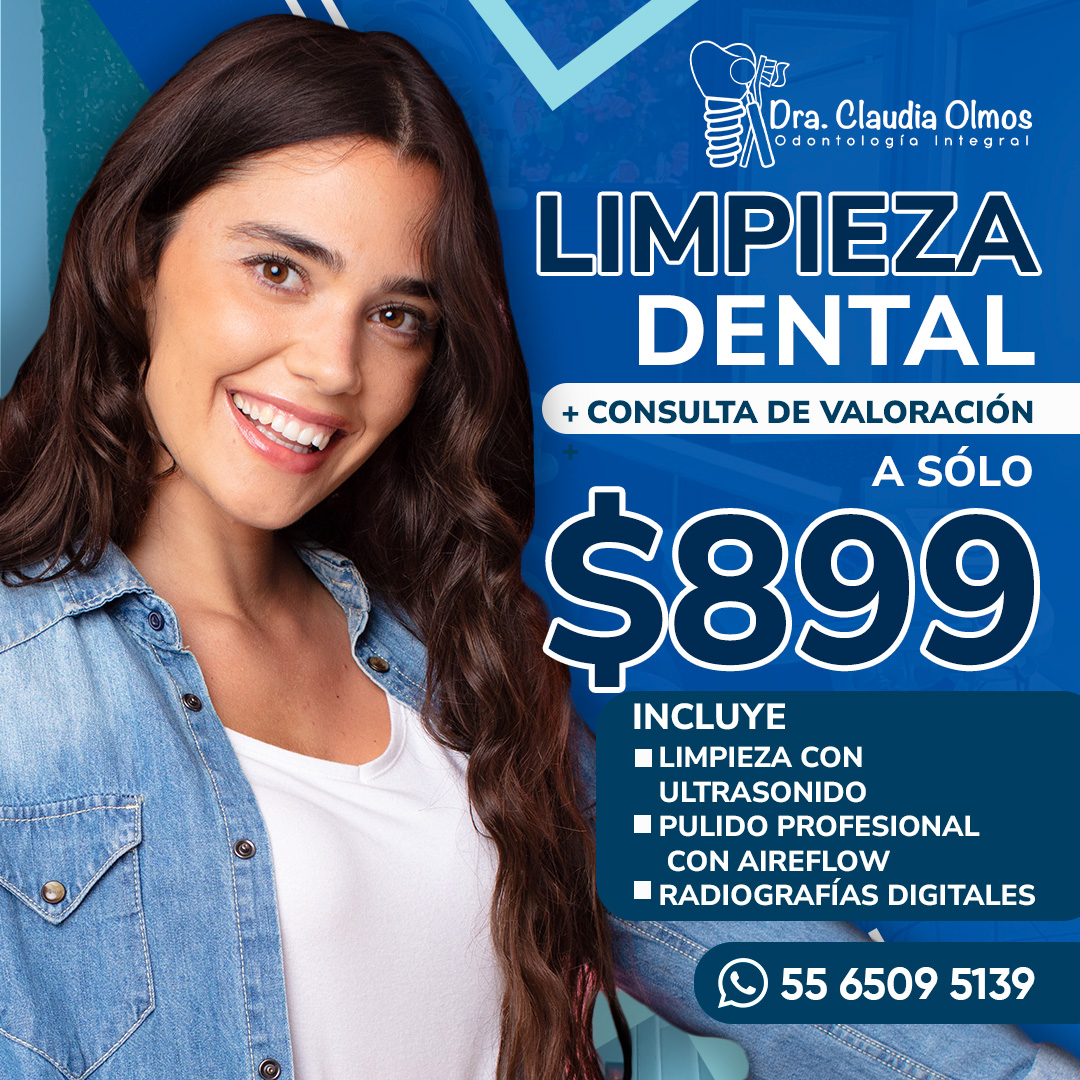 Dra. Claudia Olmos
Odontología Integral
LIMPIEZA
DENTAL
+ CONSULTA DE VALORACIÓN
A SÓLO
$899
INCLUYE
LIMPIEZA CON
ULTRASONIDO
PULIDO PROFESIONAL
CON AIREFLOW
RADIOGRAFÍAS DIGITALES
55 6509 5139